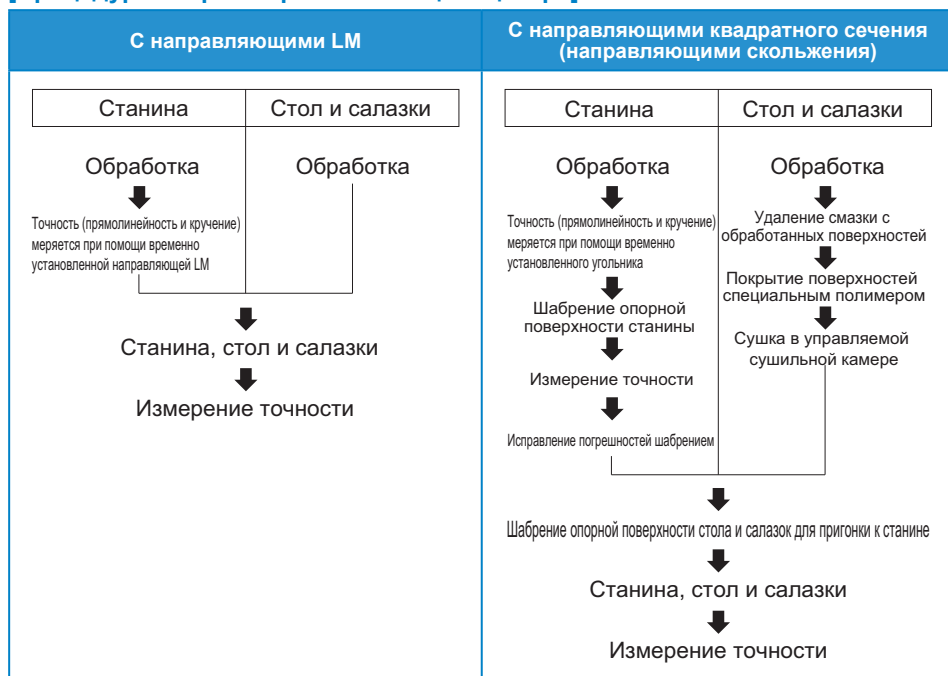 С направляющими LM
С направляющими квадратного сечения
(направляющими скольжения)
Станина
Стол и салазки
Обработка
Обработка
Точность (прямолинейность и кручение)
меряется при помощи временно
установленной направляющей LM
Станина, стол и салазки
Измерение точности
Станина
Стол и салазки
Обработка
Точность (прямолинейность и кручение)
меряется при помощи временно
установленного угольника
Шабрение опорной
поверхности станины
Измерение точности
Исправление погрешностей шабрением
Обработка
Удаление смазки с
обработанных поверхностей
Покрытие поверхностей
специальным полимером
Сушка в управляемой
сушильной камере
Шабрение опорной поверхности стола и салазок для пригонки к станине
Станина, стол и салазки
Измерение точности